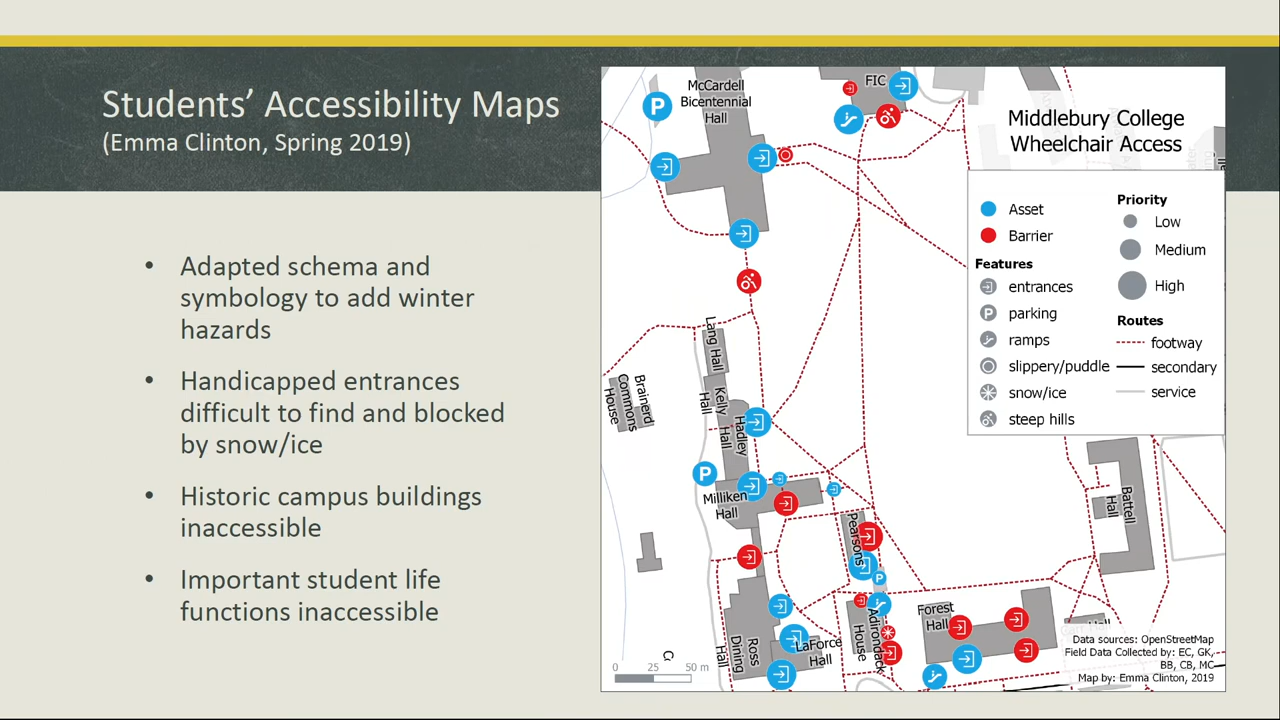 Students’ Accessibility Maps
(Emma Clinton, Spring 2019)
• Adapted schema and
symbology to add winter
hazards
• Handicapped entrances
difficult to find and blocked
by snow/ice
• Historic campus buildings
inaccessible
• Important student life
functions inaccessible
McCardell
Bicentennial
Hall
FIC
P
Middlebury College
Wheelchair Access
Asset
Barrier
Features
entrances
P parking
ramps
slippery/puddle
snow/ice
steep hills
Priority
Low
Medium
High
Routes
footway
secondary
service
Lang Hall
Kelly
Hall
Hadley
Hall
Brainerd
Commons
House
P
Milliken
Hall
Pearsons
P
Battell
Hall
Adirondack
House
Forest
Hall
Ross
Dining
Hall
LaForce
Hall
0 25 50 m
Data sources: OpenStreetMap
Field Data Collected by: EC, GK,
BB, CB, MC
Map by: Emma Clinton, 2019